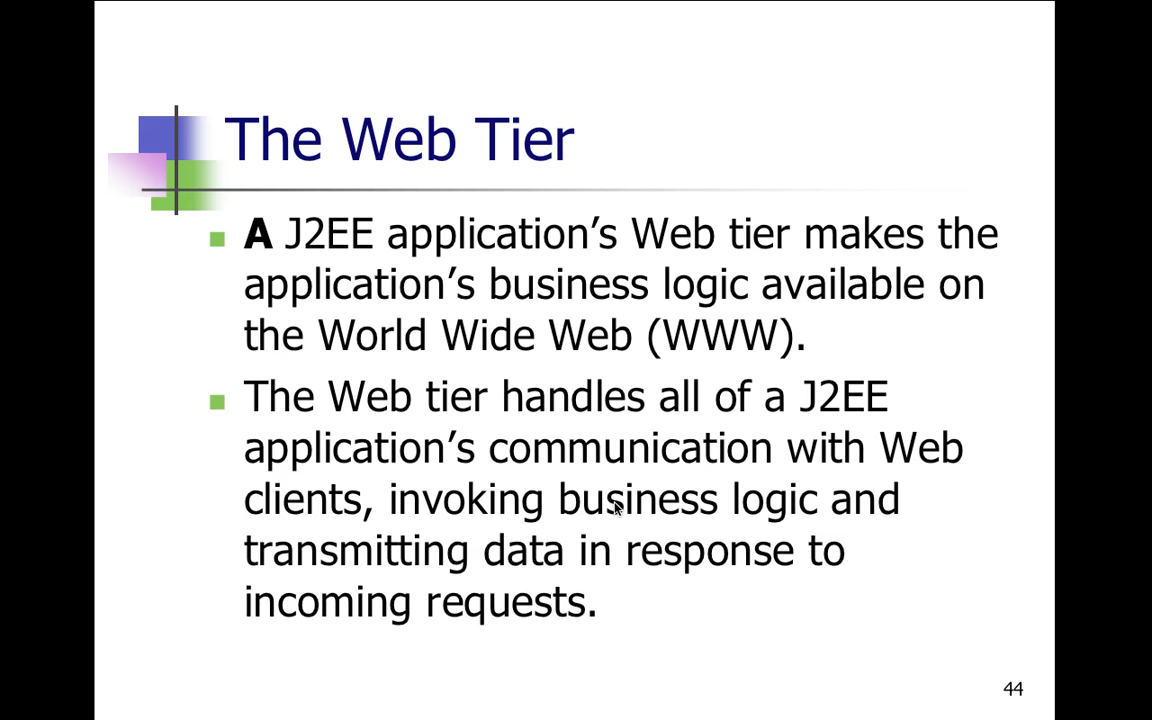 The Web Tier
A J2EE application’s Web tier makes the
application’s business logic available on
the World Wide Web (WWW).
The Web tier handles all of a J2EE
application’s communication with Web
clients, invoking business logic and
transmitting data in response to
incoming requests.
44